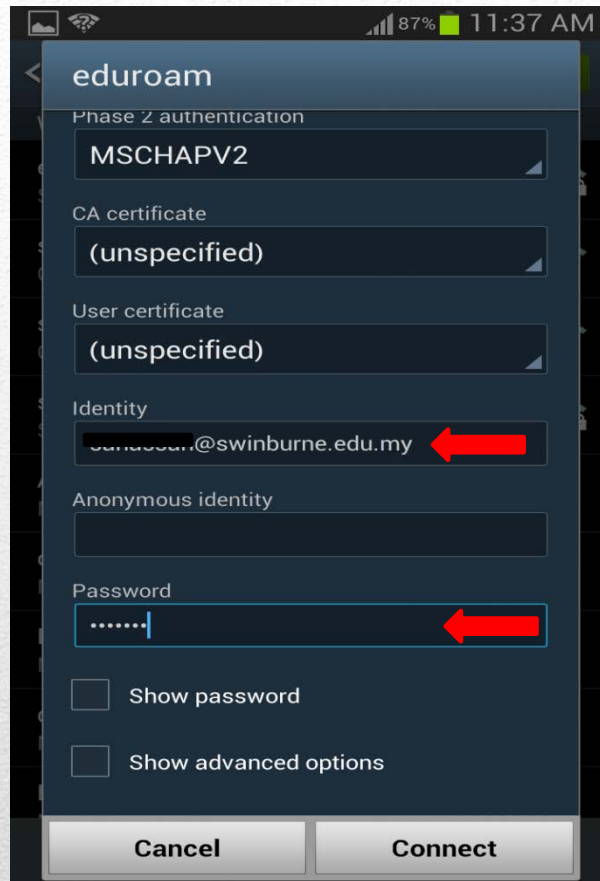 87% 11:37 AM
eduroam
Phase 2 authentication
MSCHAPV2
CA certificate
(unspecified)
User certificate
(unspecified)
Identity
@swinburne.edu.my
Anonymous identity
Password
•••••••
Show password
Show advanced options
Cancel Connect